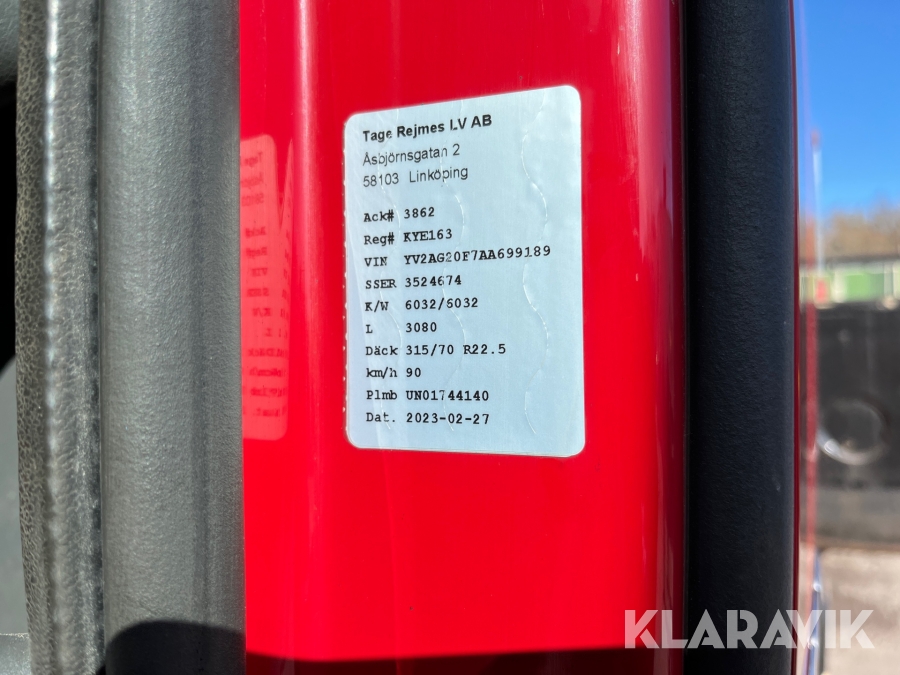 Tage Rejmes LV AB
Åsbjörnsgatan 2
58103 Linköping
Ack# 3862
Reg# KYE163
VIN YV2AG20F7AA699189
SSER 3524674
K/W 6032/6032
L 3080
Däck 315/70 R22.5
km/h 90
Plmb UN01744140
Dat. 2023-02-27
KLARAVIK